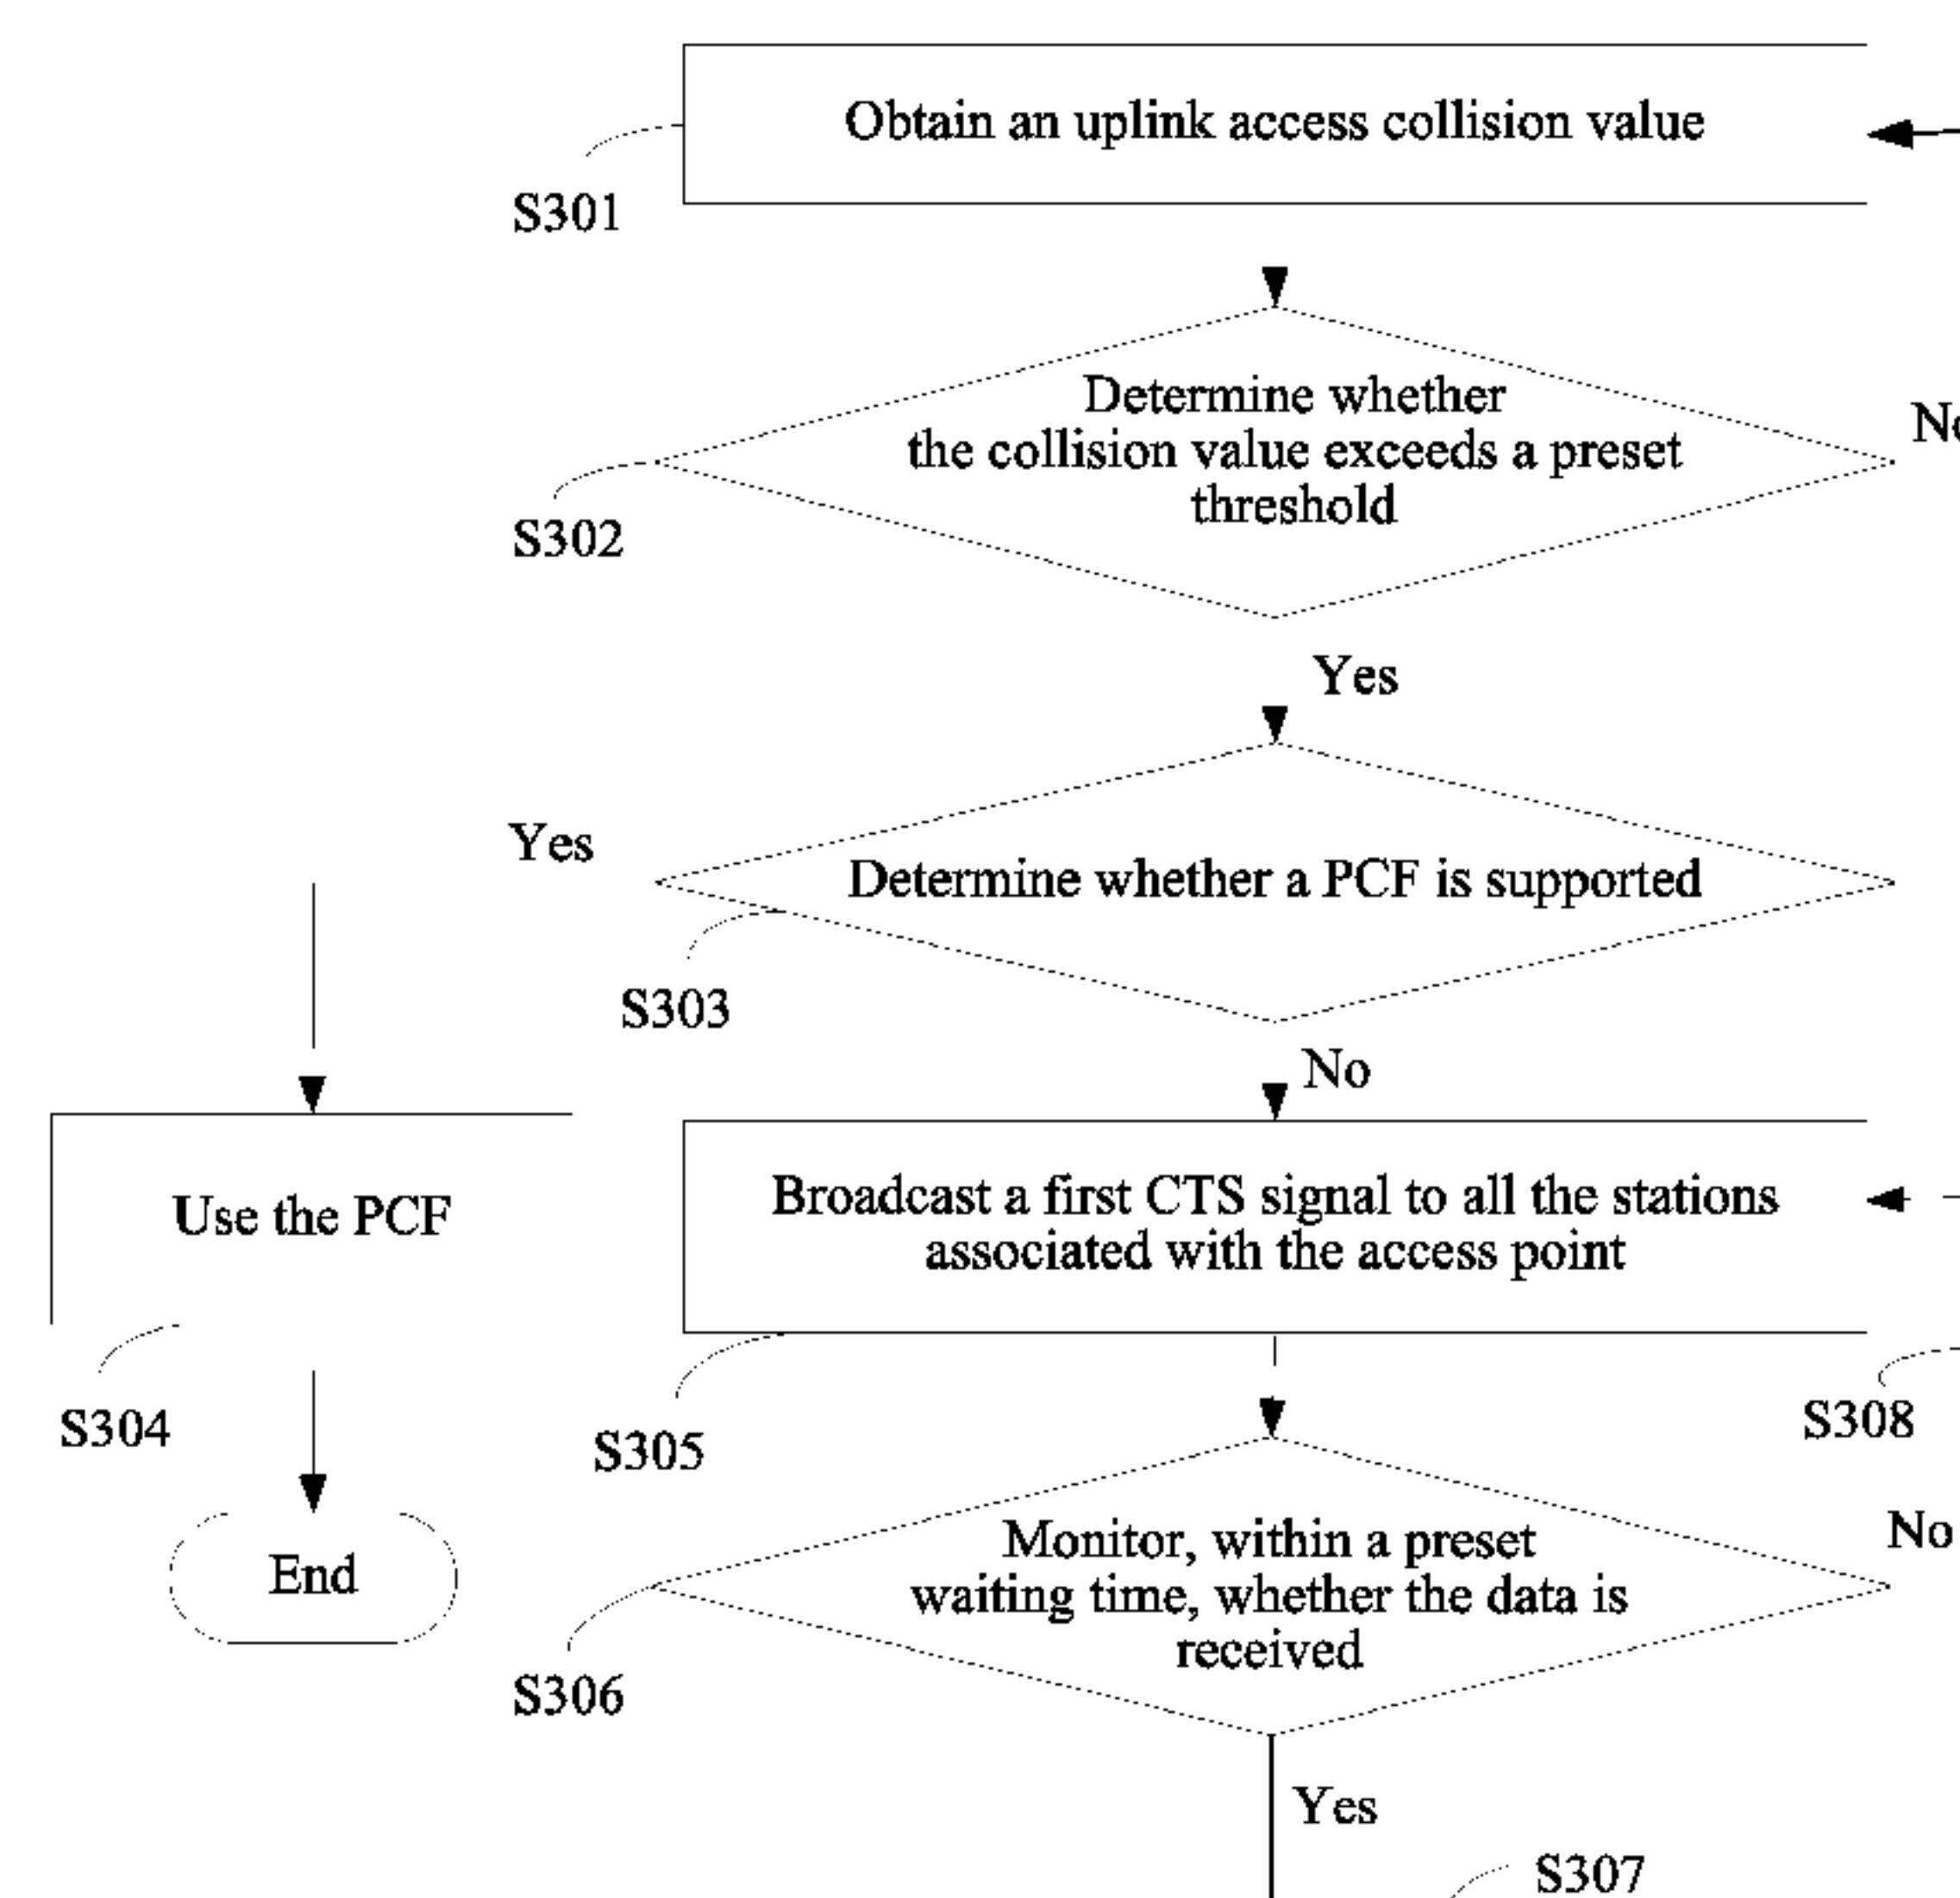 Obtain an uplink access collision value
S301
Determine whether
the collision value exceeds a preset
threshold
No
S302
Yes
Yes
Determine whether a PCF is supported
S303
No
Use the PCF
Broadcast a first CTS signal to all the stations
associated with the access point
S304
S305
S308
End
Monitor, within a preset
waiting time, whether the data is
received
No
S306
Yes
S307